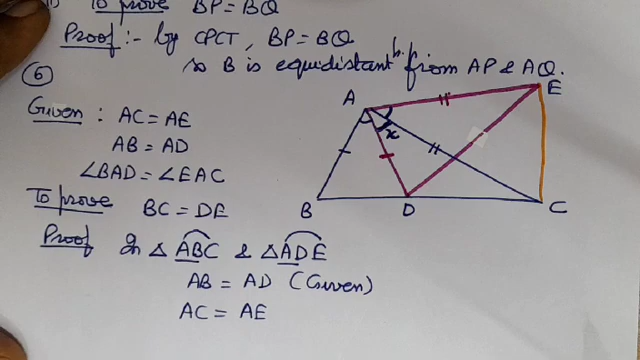 To prove BP = BQ
Proof :- by CPCT, BP = BQ
so B is equidistant from AP & AQ.
6
Given : AC = AE
AB = AD
∠BAD = ∠EAC
To prove BC = DE
Proof In △ ABC & △ADE
AB = AD (Given)
AC = AE
A
E
x
B
D
C